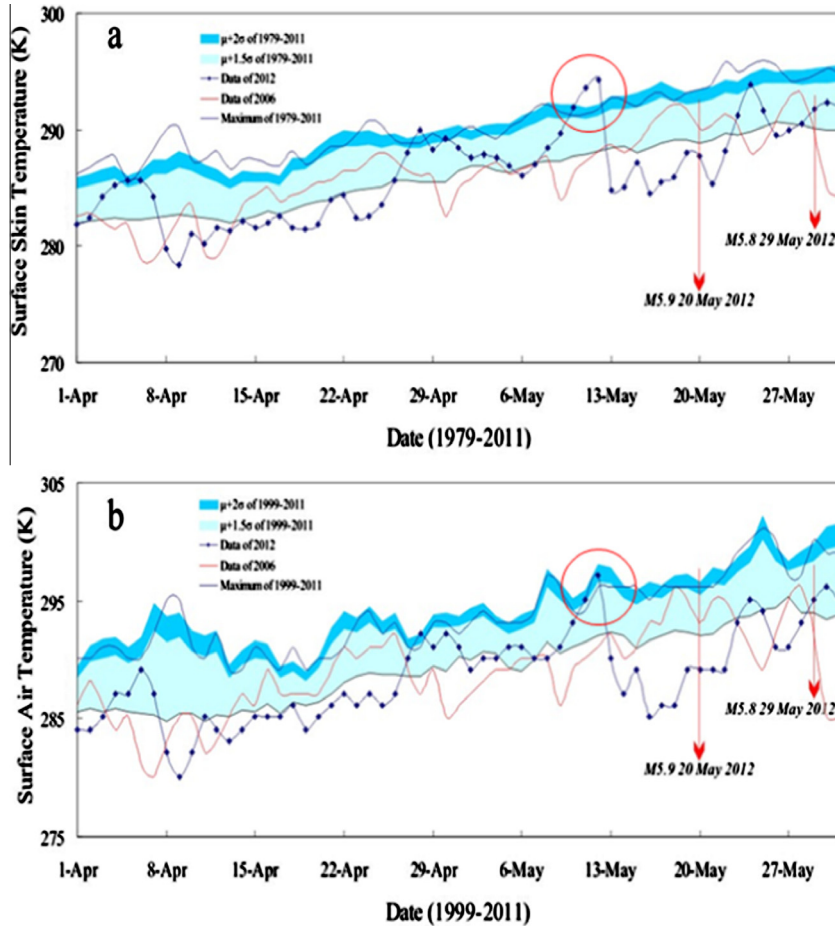 a
Surface Skin Temperature (K)
300
290
280
270
μ+2σ of 1979-2011
μ+1.5σ of 1979-2011
Data of 2012
Data of 2006
Maximum of 1979-2011
M5.8 29 May 2012
M5.9 20 May 2012
1-Apr 8-Apr 15-Apr 22-Apr 29-Apr 6-May 13-May 20-May 27-May
Date (1979-2011)
b
Surface Air Temperature (K)
305
295
285
275
μ+2σ of 1999-2011
μ+1.5σ of 1999-2011
Data of 2012
Data of 2006
Maximum of 1999-2011
M5.8 29 May 2012
M5.9 20 May 2012
1-Apr 8-Apr 15-Apr 22-Apr 29-Apr 6-May 13-May 20-May 27-May
Date (1999-2011)